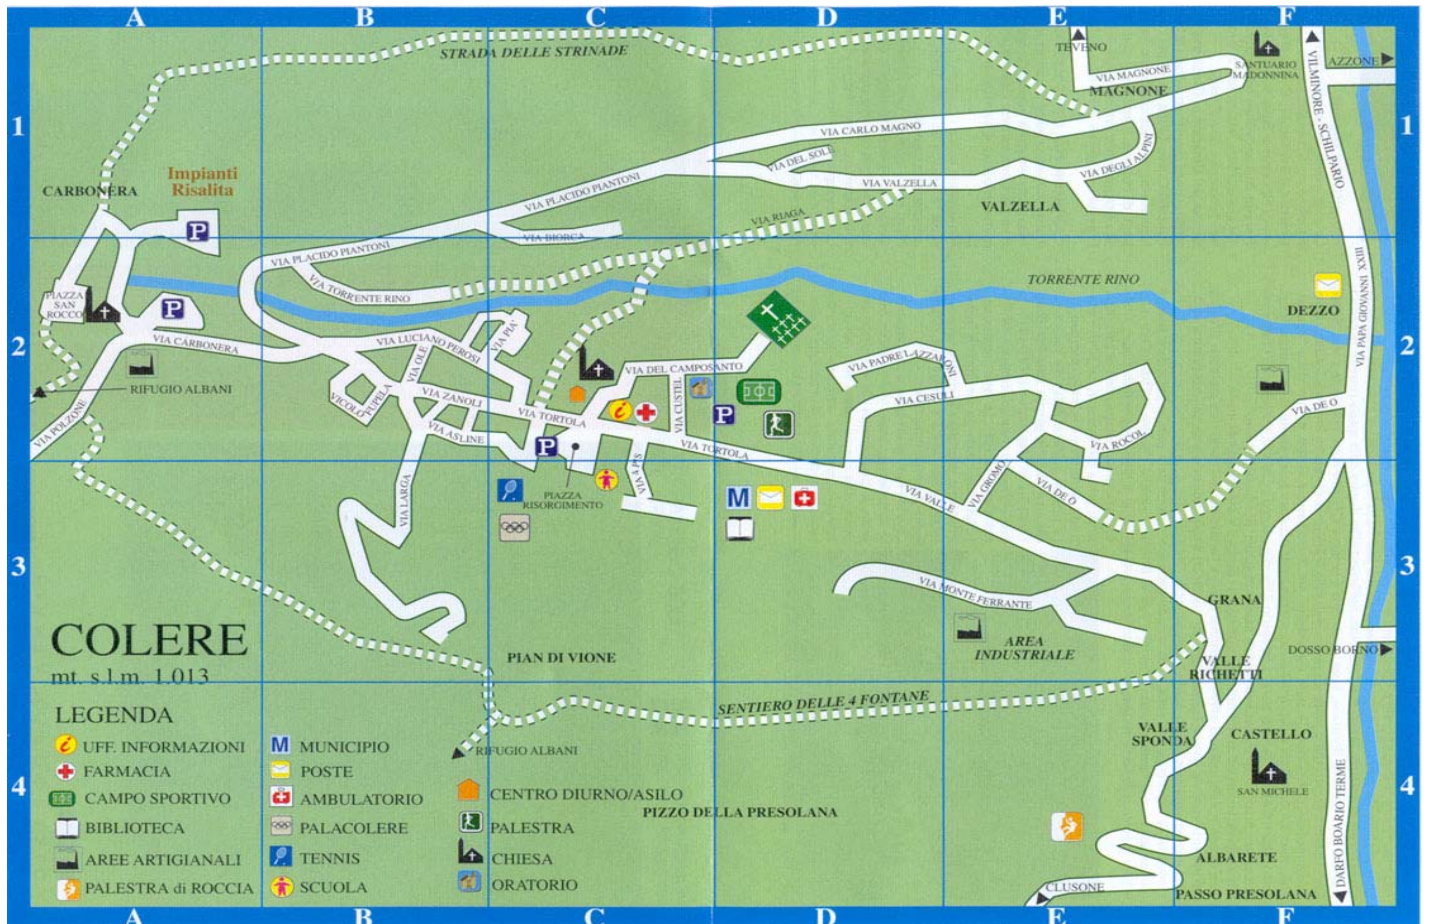 A B C D E F
STRADA DELLE STRINADE
TEVENO
VIA MAGNONE
MAGNONE
SANTUARIO
MADONNINA
AZZONE
VILMINORE - SCHILPARIO
1
1
VIA CARLO MAGNO
VIA DEL SOLE
VIA DEGLI ALPINI
VIA VALZELLA
VALZELLA
Impianti
Risalita
CARBONERA
P
VIA PLACIDO PIANTONI
VIA BIORCA
VIA RIAGA
VIA PLACIDO PIANTONI
VIA TORRENTE RINO
TORRENTE RINO
PIAZZA
SAN
ROCCO
P
DEZZO
VIA PAPA GIOVANNI XXIII
2
2
VIA CARBONERA
VIA LUCIANO PEROSI
VIA PIA'
VIA OLE
VICOLO FUPELA
VIA ZANOLI
VIA DEL CAMPOSANTO
VIA PADRE LAZZARONI
RIFUGIO ALBANI
VIA POLZONE
VIA ASLINE
VIA TORTOLA
i
VIA CUSTEL
P
VIA CESULI
VIA DE O
P
VIA TORTOLA
VIA ROCOL
VIA LARGA
PIAZZA
RISORGIMENTO
M
VIA VALLE
VIA GROMO
VIA DE O
3
3
VIA MONTE FERRANTE
GRANA
AREA
INDUSTRIALE
COLERE
mt. s.l.m. 1.013
PIAN DI VIONE
VALLE
RICHETTI
DOSSO BORNO
SENTIERO DELLE 4 FONTANE
VALLE
SPONDA
CASTELLO
SAN MICHELE
RIFUGIO ALBANI
PIZZO DELLA PRESOLANA
DARFO BOARIO TERME
ALBARETE
PASSO PRESOLANA
CLUSONE
4
4
LEGENDA
i UFF. INFORMAZIONI
FARMACIA
CAMPO SPORTIVO
BIBLIOTECA
AREE ARTIGIANALI
PALESTRA di ROCCIA
M MUNICIPIO
POSTE
AMBULATORIO
PALACOLERE
TENNIS
SCUOLA
CENTRO DIURNO/ASILO
PALESTRA
CHIESA
ORATORIO
A B C D E F